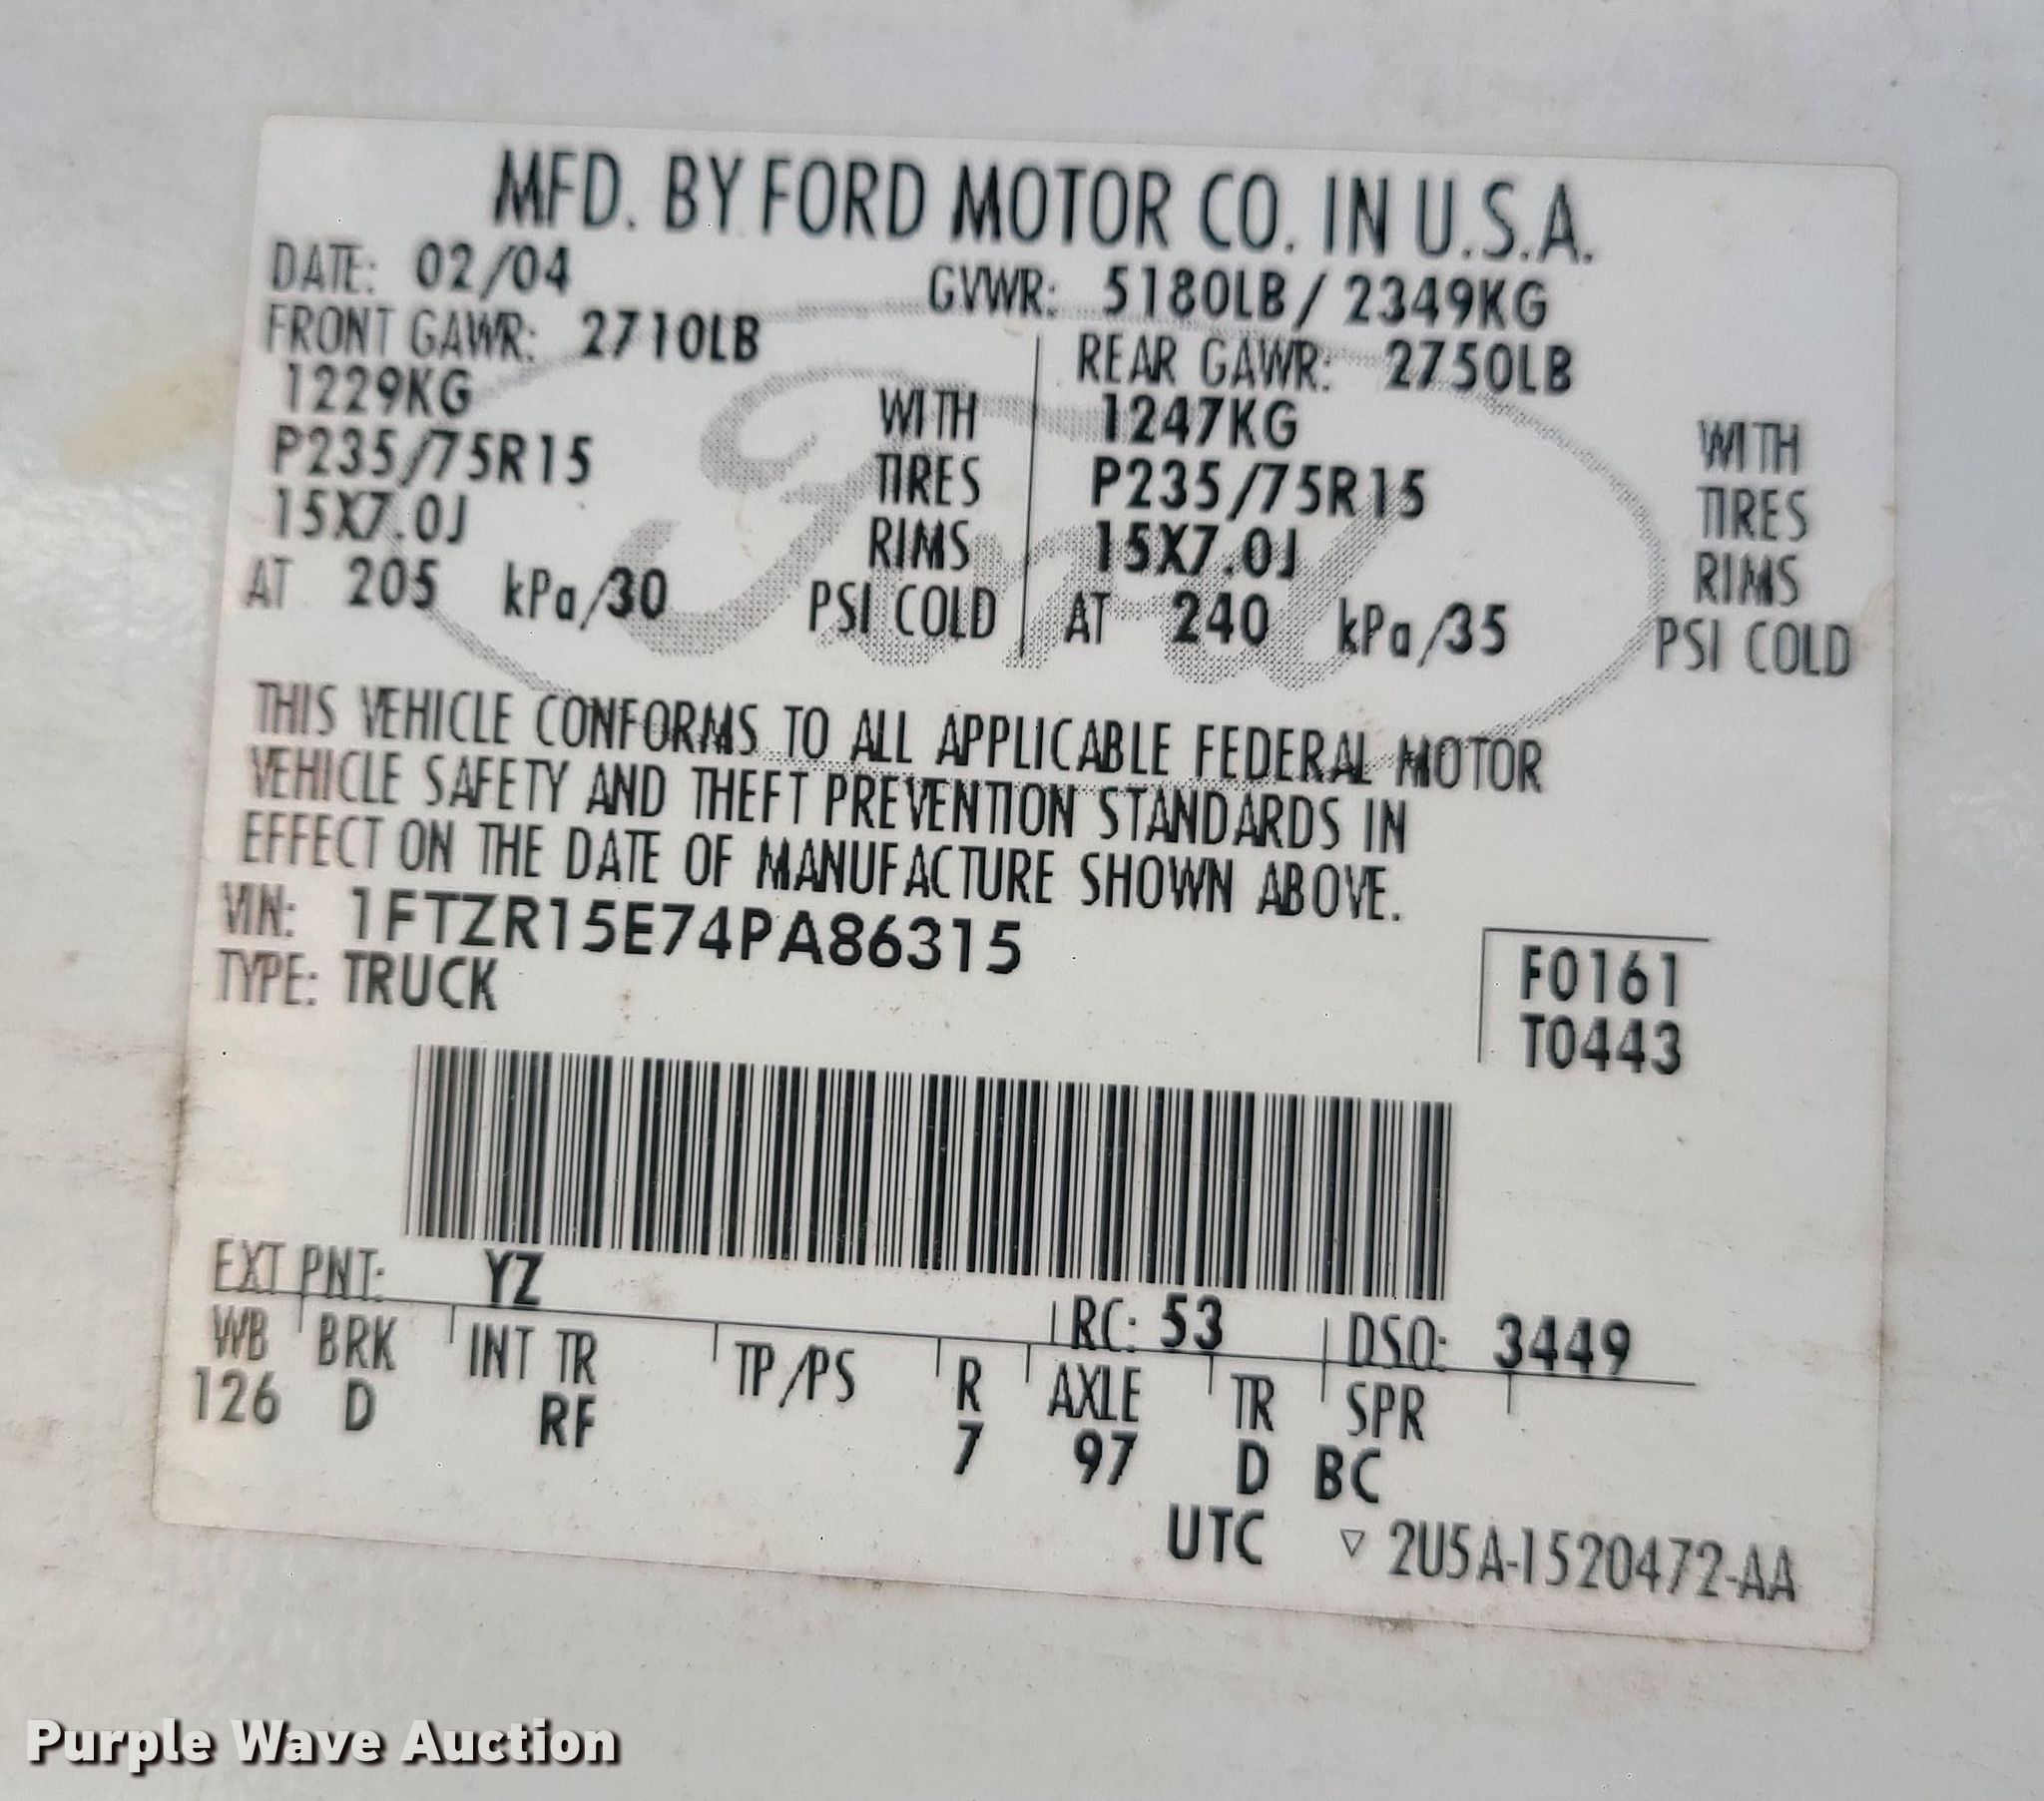 MFD. BY FORD MOTOR CO. IN U.S.A.
DATE: 02/04 GVWR: 5180LB / 2349KG
FRONT GAWR: 2710LB REAR GAWR: 2750LB
1229KG WITH 1247KG WITH
P235/75R15 TIRES P235/75R15 TIRES
15X7.0J RIMS 15X7.0J RIMS
AT 205 kPa/30 PSI COLD AT 240 kPa/35 PSI COLD
Ford
THIS VEHICLE CONFORMS TO ALL APPLICABLE FEDERAL MOTOR
VEHICLE SAFETY AND THEFT PREVENTION STANDARDS IN
EFFECT ON THE DATE OF MANUFACTURE SHOWN ABOVE.
VIN: 1FTZR15E74PA86315
TYPE: TRUCK
F0161
T0443
EXT PNT: YZ RC: 53 DSO: 3449
WB BRK INT TR TP/PS R AXLE TR SPR
126 D RF 7 97 D BC
UTC ▽ 2U5A-1520472-AA
Purple Wave Auction